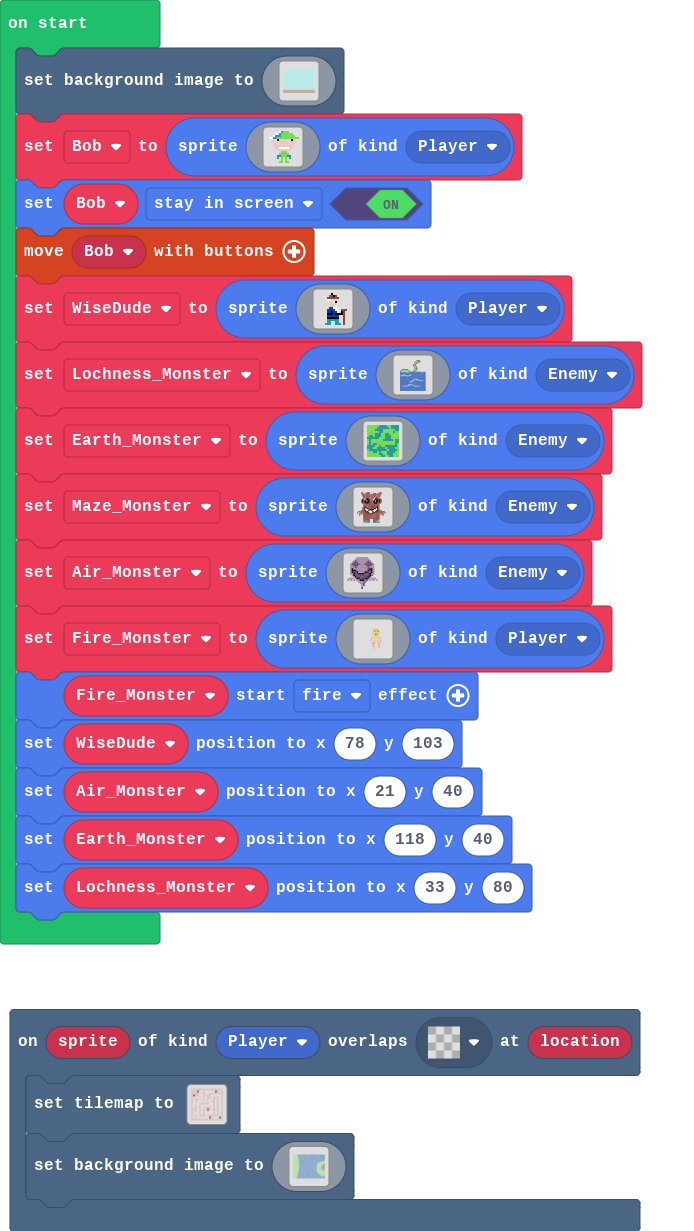 on start
set background image to
set Bob to sprite of kind Player
set Bob stay in screen ON
move Bob with buttons
set WiseDude to sprite of kind Player
set Lochness_Monster to sprite of kind Enemy
set Earth_Monster to sprite of kind Enemy
set Maze_Monster to sprite of kind Enemy
set Air_Monster to sprite of kind Enemy
set Fire_Monster to sprite of kind Player
Fire_Monster start fire effect
set WiseDude position to x 78 y 103
set Air_Monster position to x 21 y 40
set Earth_Monster position to x 118 y 40
set Lochness_Monster position to x 33 y 80
on sprite of kind Player overlaps at location
set tilemap to
set background image to